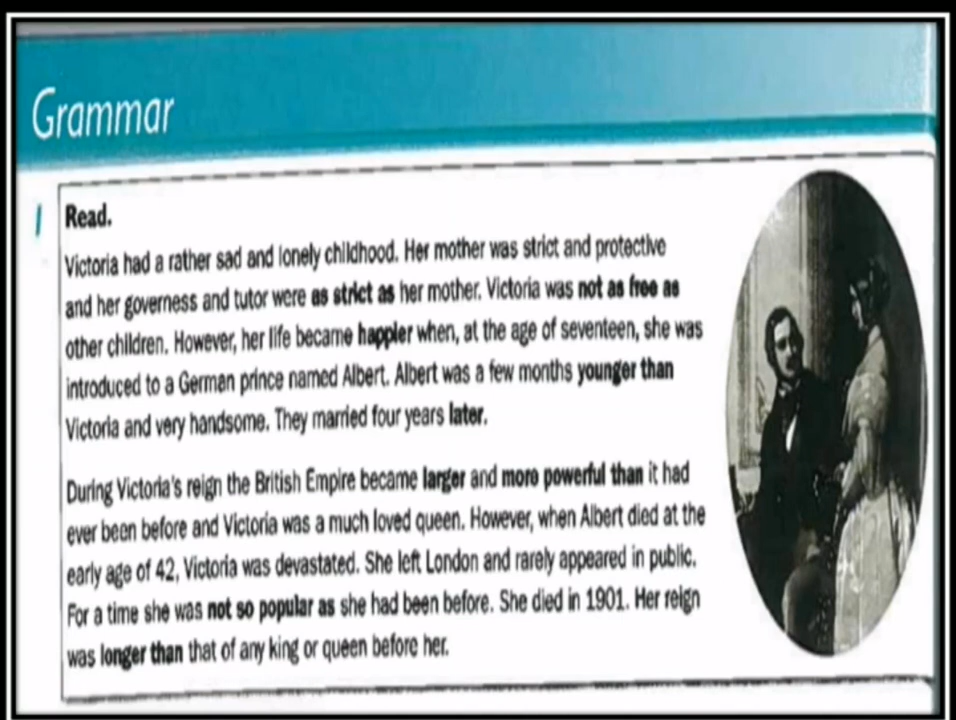 Grammar
1 Read.
Victoria had a rather sad and lonely childhood. Her mother was strict and protective
and her governess and tutor were as strict as her mother. Victoria was not as free as
other children. However, her life became happier when, at the age of seventeen, she was
introduced to a German prince named Albert. Albert was a few months younger than
Victoria and very handsome. They married four years later.
During Victoria's reign the British Empire became larger and more powerful than it had
ever been before and Victoria was a much loved queen. However, when Albert died at the
early age of 42, Victoria was devastated. She left London and rarely appeared in public.
For a time she was not so popular as she had been before. She died in 1901. Her reign
was longer than that of any king or queen before her.